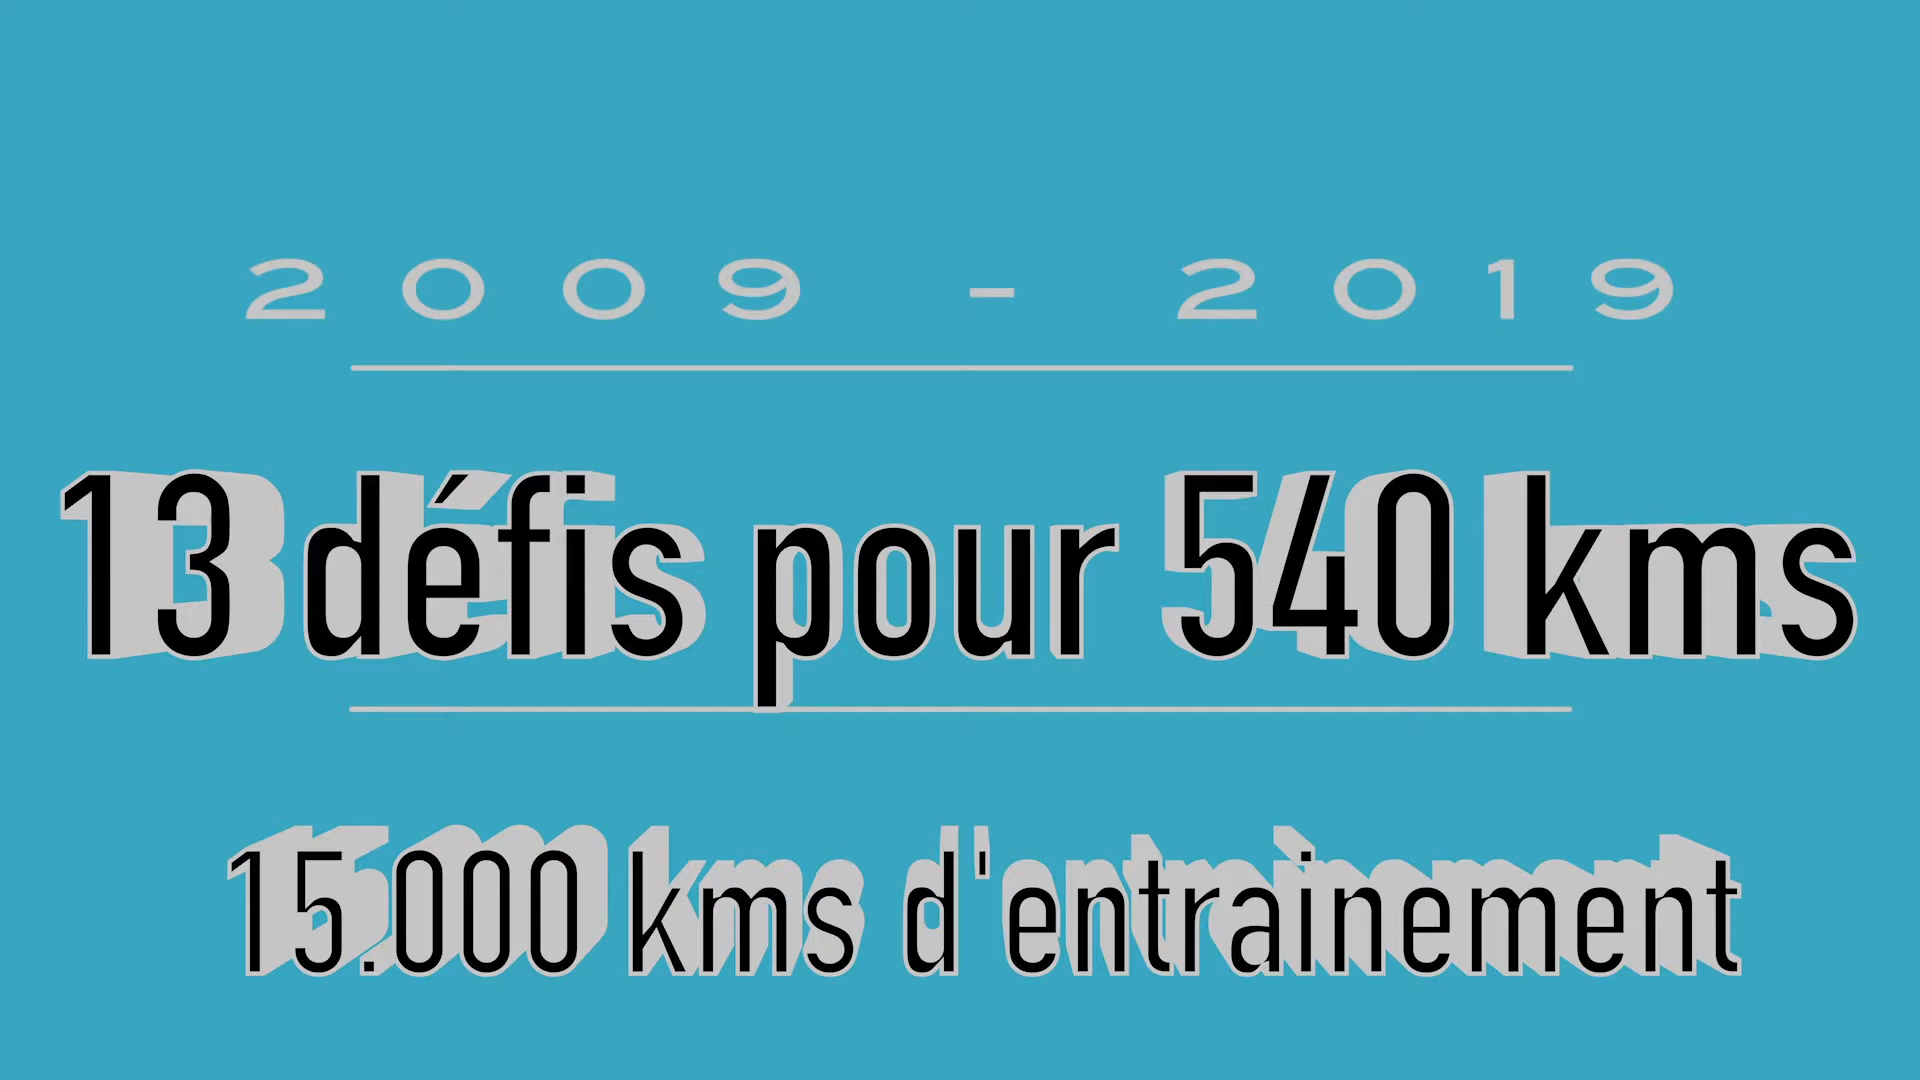 2009 - 2019
13 défis pour 540 kms
15.000 kms d'entrainement